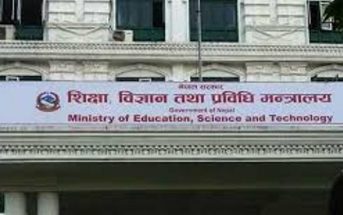 नेपाल सरकार
शिक्षा, विज्ञान तथा प्रविधि मन्त्रालय
Government of Nepal
Ministry of Education, Science and Technology